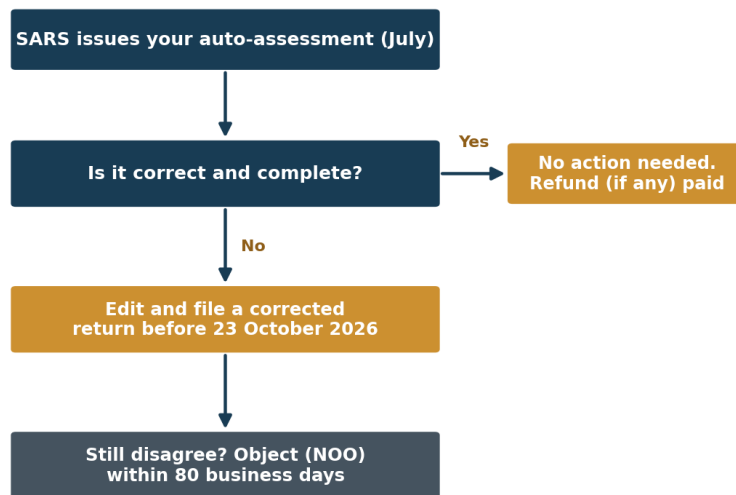 SARS issues your auto-assessment (July)
Is it correct and complete?
Yes
No action needed.
Refund (if any) paid
No
Edit and file a corrected
return before 23 October 2026
Still disagree? Object (NOO)
within 80 business days